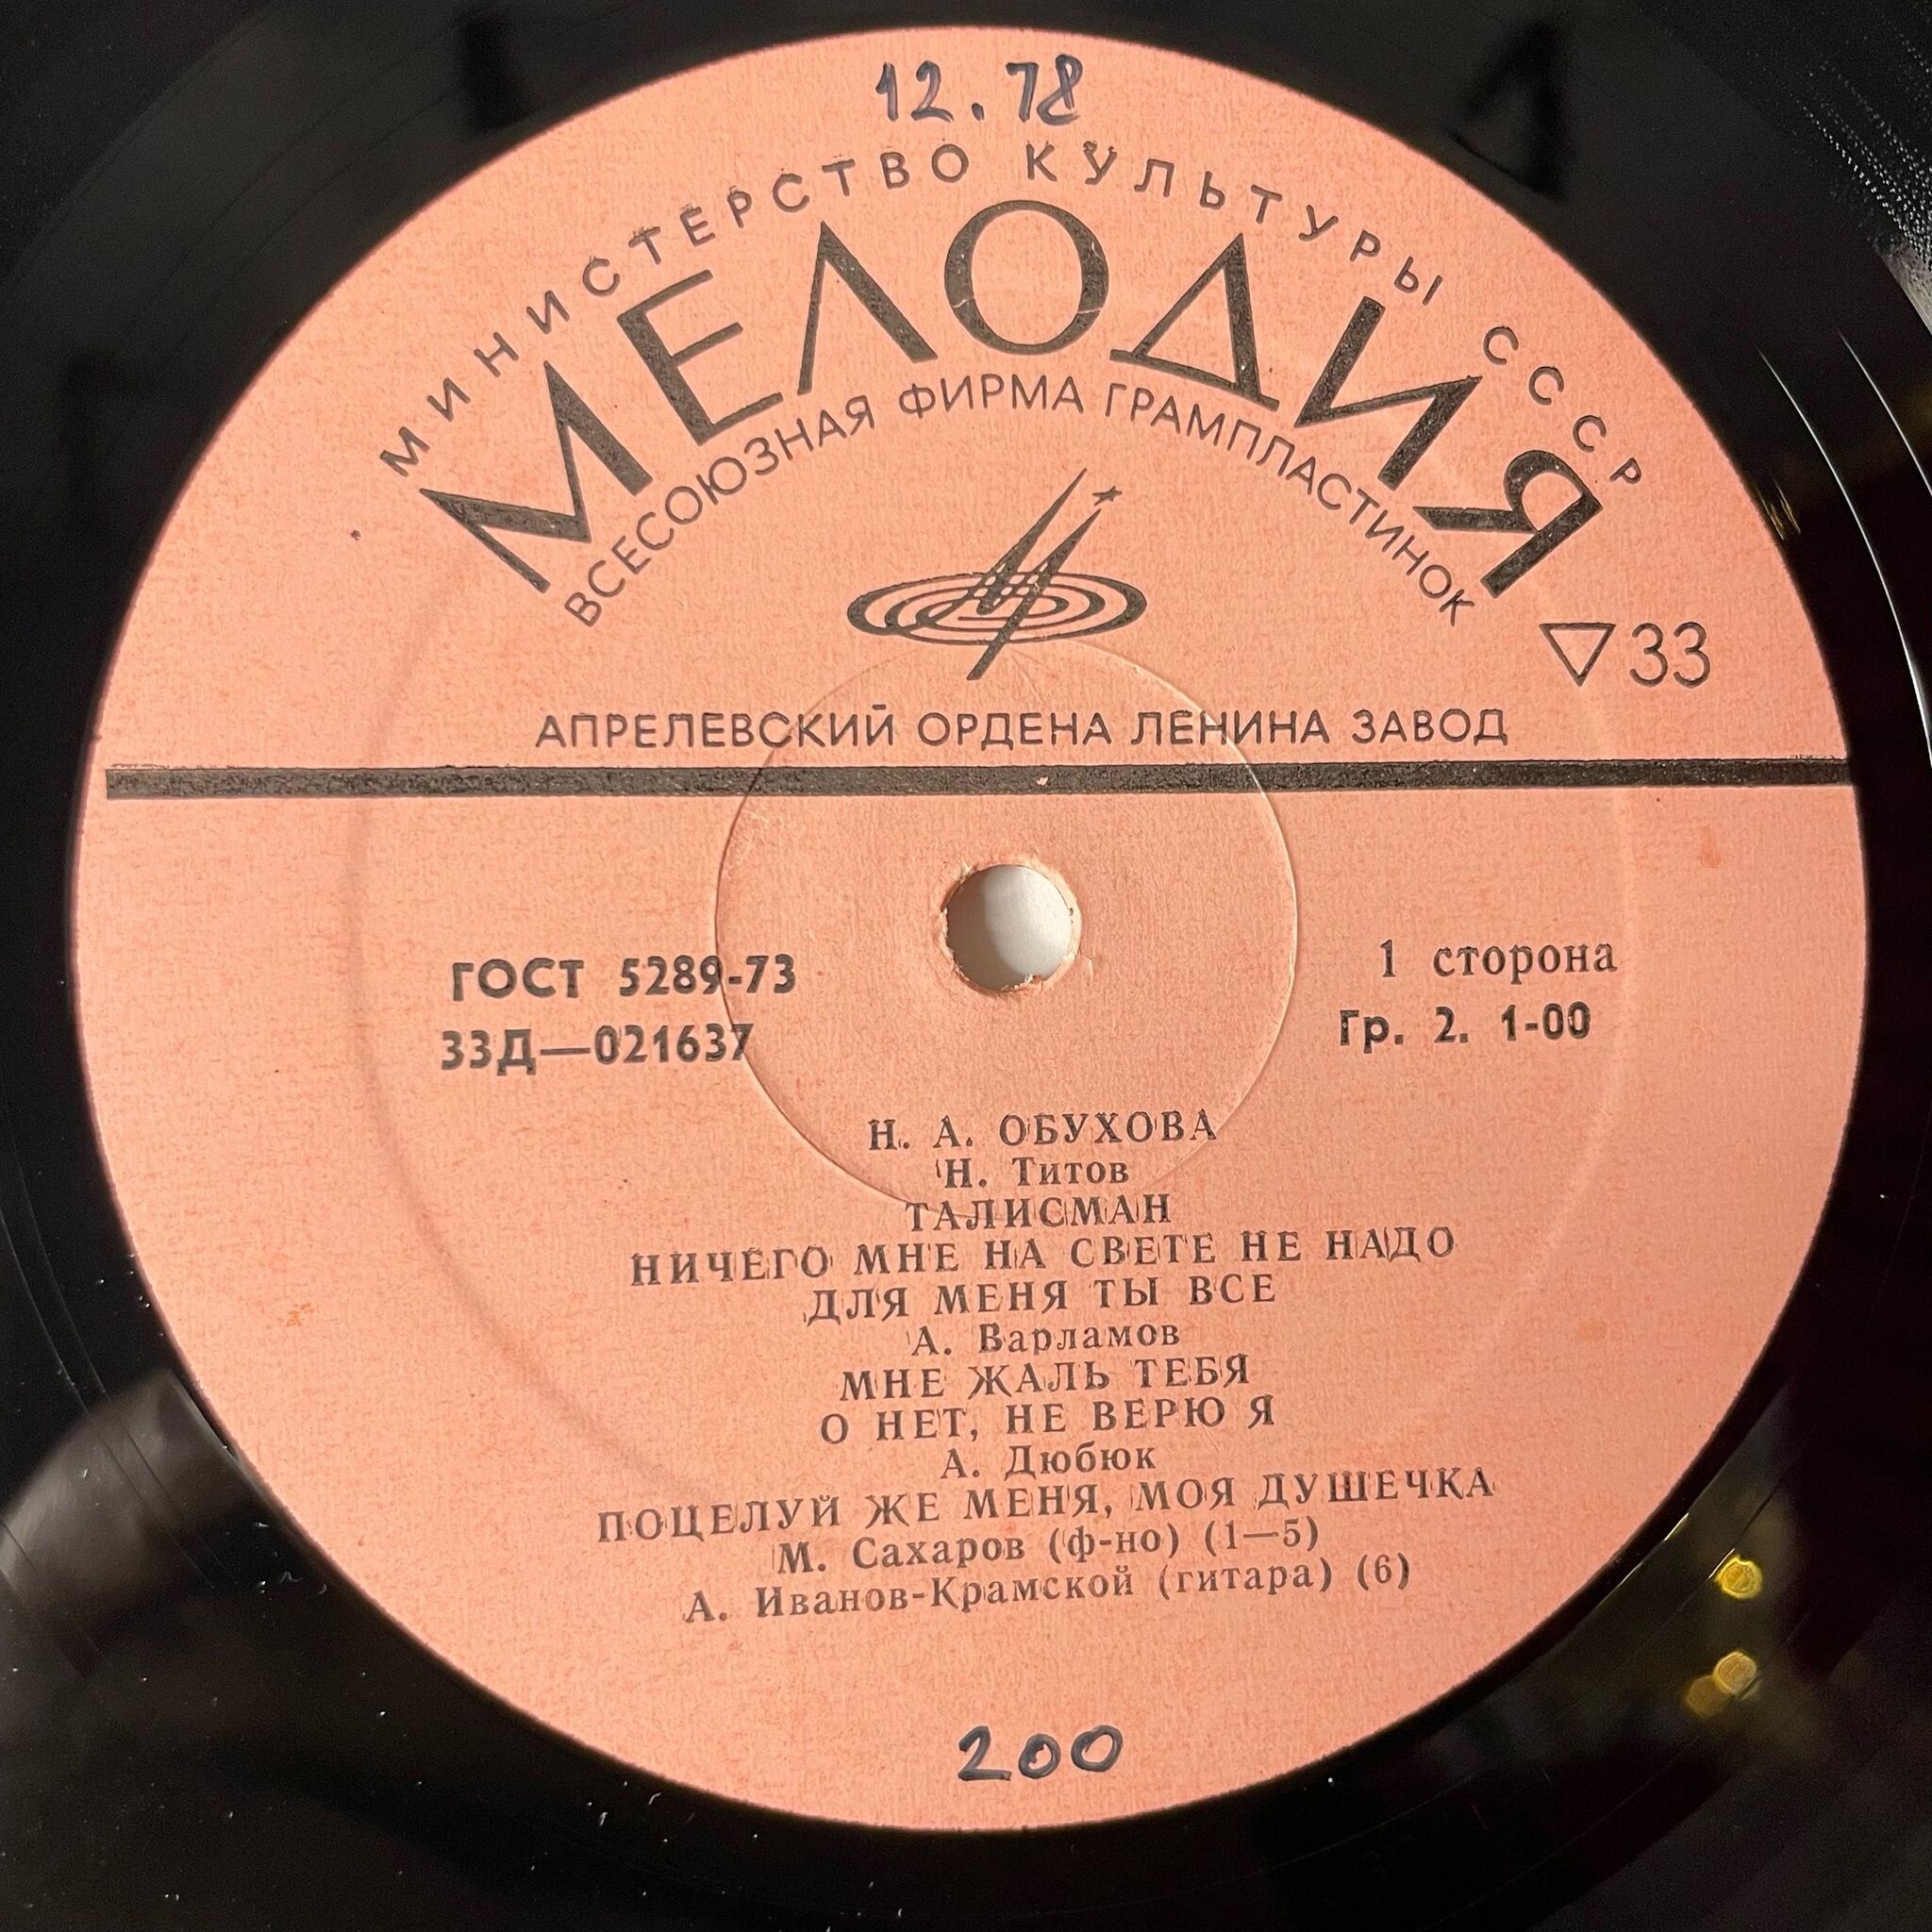 12.78
МИНИСТЕРСТВО КУЛЬТУРЫ СССР
МЕЛОДИЯ
ВСЕСОЮЗНАЯ ФИРМА ГРАМПЛАСТИНОК
▽33
АПРЕЛЕВСКИЙ ОРДЕНА ЛЕНИНА ЗАВОД
ГОСТ 5289-73
33Д—021637
1 сторона
Гр. 2. 1-00
Н. А. ОБУХОВА
Н. Титов
ТАЛИСМАН
НИЧЕГО МНЕ НА СВЕТЕ НЕ НАДО
ДЛЯ МЕНЯ ТЫ ВСЕ
А. Варламов
МНЕ ЖАЛЬ ТЕБЯ
О НЕТ, НЕ ВЕРЮ Я
А. Дюбюк
ПОЦЕЛУЙ ЖЕ МЕНЯ, МОЯ ДУШЕЧКА
М. Сахаров (ф-но) (1—5)
А. Иванов-Крамской (гитара) (6)
200